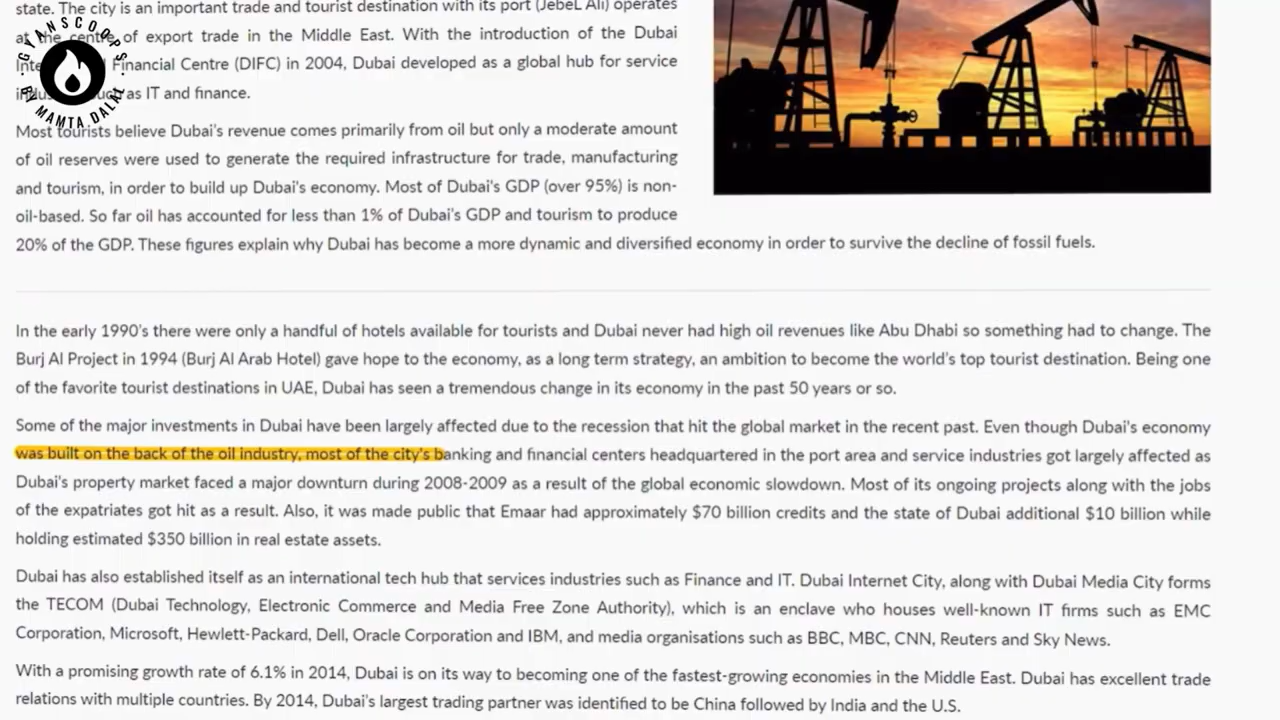 state. The city is an important trade and tourist destination with its port (JebeL Ali) operates
at the centre of export trade in the Middle East. With the introduction of the Dubai
Financial Centre (DIFC) in 2004, Dubai developed as a global hub for service
as IT and finance.
GYANSCOOPS.
BY MAMTA DALAL
Most tourists believe Dubai's revenue comes primarily from oil but only a moderate amount
of oil reserves were used to generate the required infrastructure for trade, manufacturing
and tourism, in order to build up Dubai's economy. Most of Dubai's GDP (over 95%) is non-
oil-based. So far oil has accounted for less than 1% of Dubai's GDP and tourism to produce
20% of the GDP. These figures explain why Dubai has become a more dynamic and diversified economy in order to survive the decline of fossil fuels.
In the early 1990's there were only a handful of hotels available for tourists and Dubai never had high oil revenues like Abu Dhabi so something had to change. The
Burj Al Project in 1994 (Burj Al Arab Hotel) gave hope to the economy, as a long term strategy, an ambition to become the world's top tourist destination. Being one
of the favorite tourist destinations in UAE, Dubai has seen a tremendous change in its economy in the past 50 years or so.
Some of the major investments in Dubai have been largely affected due to the recession that hit the global market in the recent past. Even though Dubai's economy
was built on the back of the oil industry, most of the city's banking and financial centers headquartered in the port area and service industries got largely affected as
Dubai's property market faced a major downturn during 2008-2009 as a result of the global economic slowdown. Most of its ongoing projects along with the jobs
of the expatriates got hit as a result. Also, it was made public that Emaar had approximately $70 billion credits and the state of Dubai additional $10 billion while
holding estimated $350 billion in real estate assets.
Dubai has also established itself as an international tech hub that services industries such as Finance and IT. Dubai Internet City, along with Dubai Media City forms
the TECOM (Dubai Technology, Electronic Commerce and Media Free Zone Authority), which is an enclave who houses well-known IT firms such as EMC
Corporation, Microsoft, Hewlett-Packard, Dell, Oracle Corporation and IBM, and media organisations such as BBC, MBC, CNN, Reuters and Sky News.
With a promising growth rate of 6.1% in 2014, Dubai is on its way to becoming one of the fastest-growing economies in the Middle East. Dubai has excellent trade
relations with multiple countries. By 2014, Dubai's largest trading partner was identified to be China followed by India and the U.S.